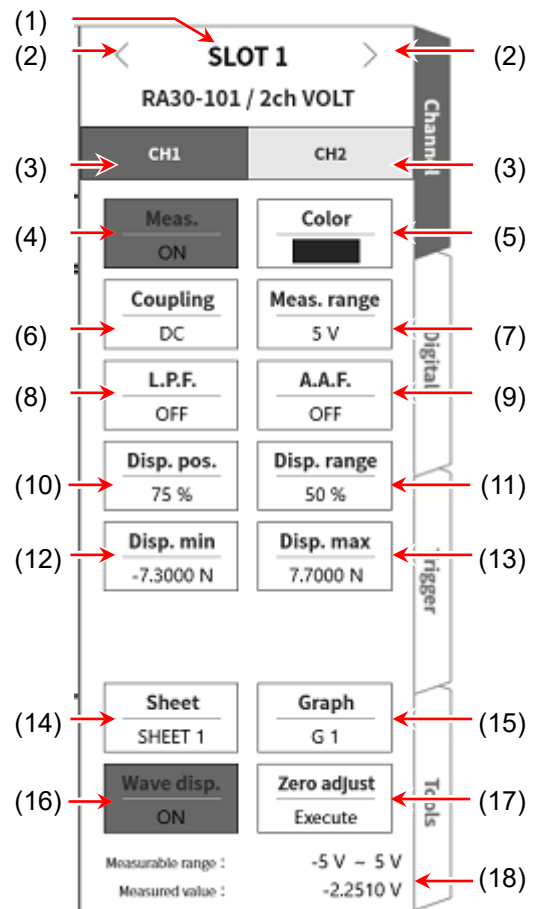 (1)
(2) < SLOT 1 > (2)
RA30-101 / 2ch VOLT
Channel
(3) CH1 CH2 (3)
(4) Meas. ON Color (5)
(6) Coupling DC Meas. range 5 V (7)
Digital
(8) L.P.F. OFF A.A.F. OFF (9)
(10) Disp. pos. 75 % Disp. range 50 % (11)
(12) Disp. min -7.3000 N Disp. max 7.7000 N (13)
Trigger
(14) Sheet SHEET 1 Graph G 1 (15)
(16) Wave disp. ON Zero adjust Execute (17)
Tools
Measurable range : -5 V ~ 5 V
Measured value : -2.2510 V (18)